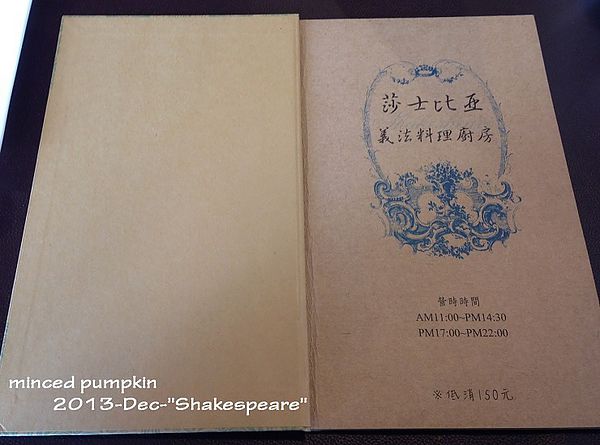 莎士比亞
義法料理廚房
營時時間
AM11:00~PM14:30
PM17:00~PM22:00
※低消150元
minced pumpkin
2013-Dec-"Shakespeare"